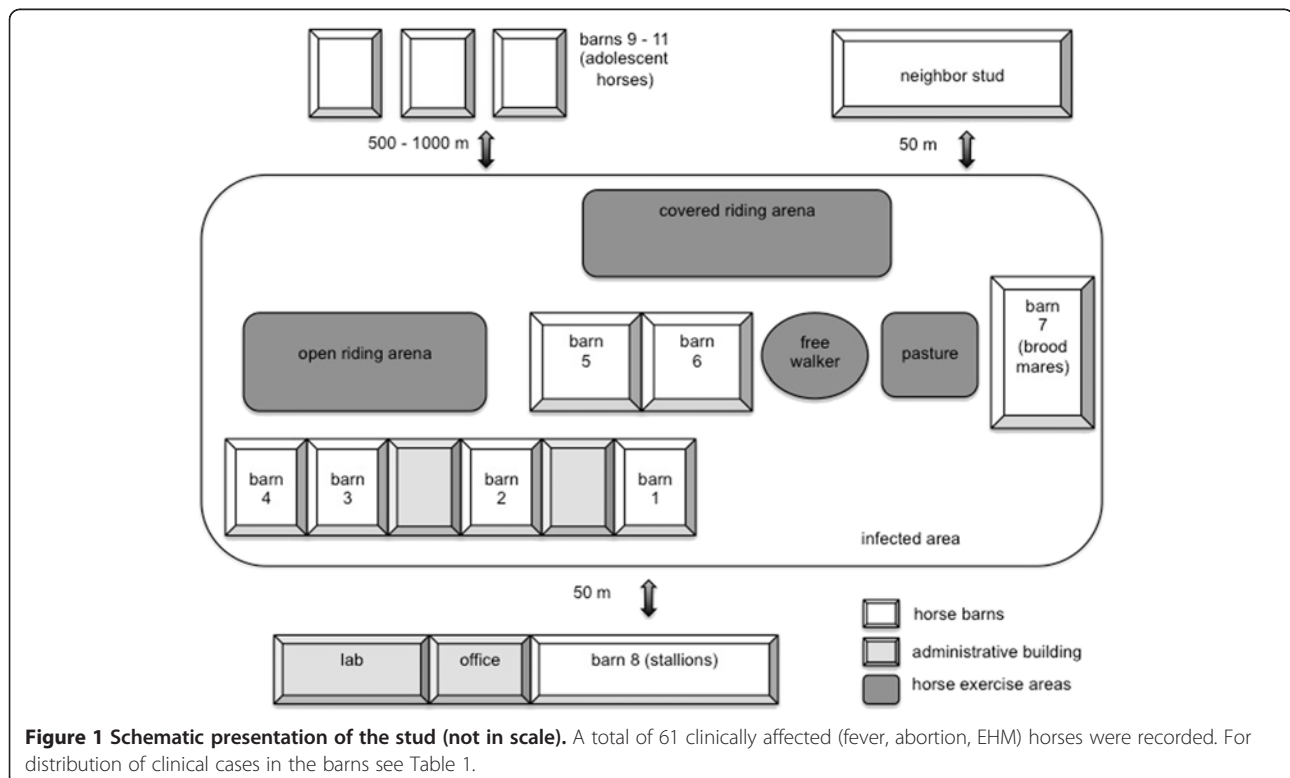 barns 9 - 11
(adolescent
horses)
neighbor stud
500 - 1000 m
50 m
covered riding arena
open riding arena
barn
5
barn
6
free
walker
pasture
barn
7
(brood
mares)
barn
4
barn
3
barn
2
barn
1
infected area
50 m
lab
office
barn 8 (stallions)
horse barns
administrative building
horse exercise areas
Figure 1 Schematic presentation of the stud (not in scale). A total of 61 clinically affected (fever, abortion, EHM) horses were recorded. For
distribution of clinical cases in the barns see Table 1.